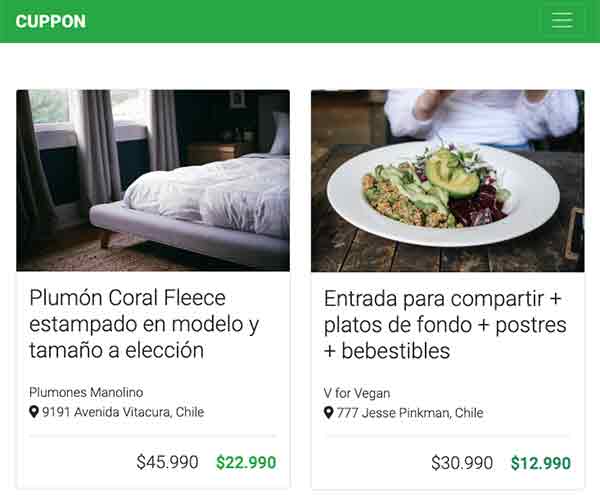 CUPPON
Plumón Coral Fleece
estampado en modelo y
tamaño a elección
Plumones Manolino
9191 Avenida Vitacura, Chile
$45.990 $22.990
Entrada para compartir +
platos de fondo + postres
+ bebestibles
V for Vegan
777 Jesse Pinkman, Chile
$30.990 $12.990